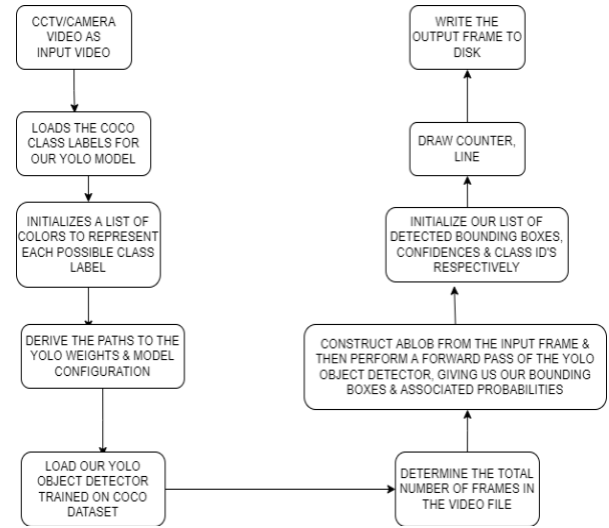 CCTV/CAMERA
VIDEO AS
INPUT VIDEO
LOADS THE COCO
CLASS LABELS FOR
OUR YOLO MODEL
INITIALIZES A LIST OF
COLORS TO REPRESENT
EACH POSSIBLE CLASS
LABEL
DERIVE THE PATHS TO THE
YOLO WEIGHTS & MODEL
CONFIGURATION
LOAD OUR YOLO
OBJECT DETECTOR
TRAINED ON COCO
DATASET
DETERMINE THE TOTAL
NUMBER OF FRAMES IN
THE VIDEO FILE
CONSTRUCT ABLOB FROM THE INPUT FRAME &
THEN PERFORM A FORWARD PASS OF THE YOLO
OBJECT DETECTOR, GIVING US OUR BOUNDING
BOXES & ASSOCIATED PROBABILITIES
INITIALIZE OUR LIST OF
DETECTED BOUNDING BOXES,
CONFIDENCES & CLASS ID'S
RESPECTIVELY
DRAW COUNTER,
LINE
WRITE THE
OUTPUT FRAME TO
DISK